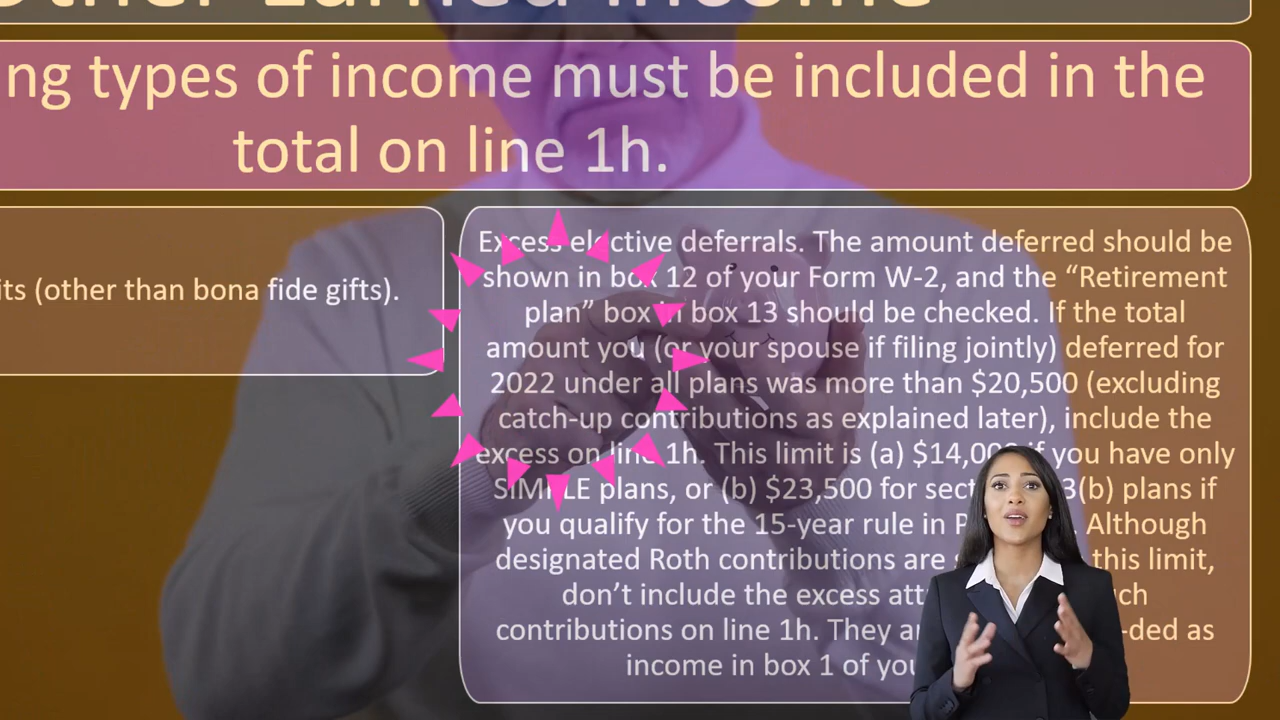 Other Earned Income
ng types of income must be included in the
total on line 1h.
its (other than bona fide gifts).
Excess elective deferrals. The amount deferred should be
shown in box 12 of your Form W-2, and the “Retirement
plan” box in box 13 should be checked. If the total
amount you (or your spouse if filing jointly) deferred for
2022 under all plans was more than $20,500 (excluding
catch-up contributions as explained later), include the
excess on line 1h. This limit is (a) $14,000 if you have only
SIMPLE plans, or (b) $23,500 for sect 3(b) plans if
you qualify for the 15-year rule in P Although
designated Roth contributions are this limit,
don’t include the excess att ch
contributions on line 1h. They -ded as
income in box 1 of you